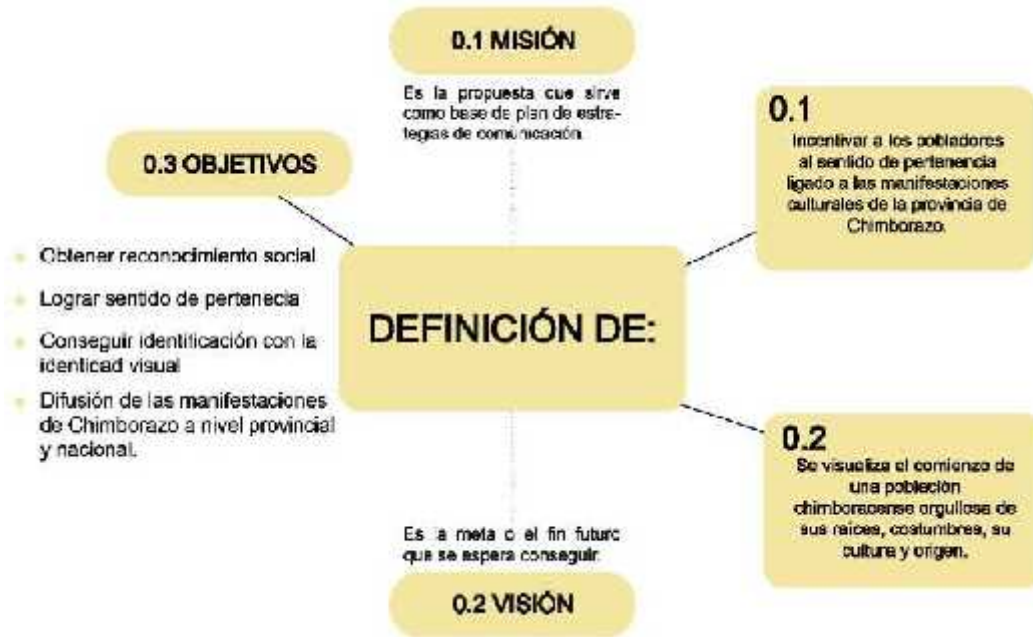 0.1 MISIÓN
Es la propuesta que sirve
como base de plan de estra-
tegias de comunicación.
0.1
Incentivar a los pobladores
al sentido de pertenencia
ligado a las manifestaciones
culturales de la provincia de
Chimborazo.
0.3 OBJETIVOS
Obtener reconocimiento social
Lograr sentido de pertenecia
Conseguir identificación con la
identidad visual
Difusión de las manifestaciones
de Chimborazo a nivel provincial
y nacional.
DEFINICIÓN DE:
0.2
Se visualiza el comienzo de
una población
chimboracense orgullosa de
sus raíces, costumbres, su
cultura y origen.
Es la meta o el fin futuro
que se espera conseguir.
0.2 VISIÓN